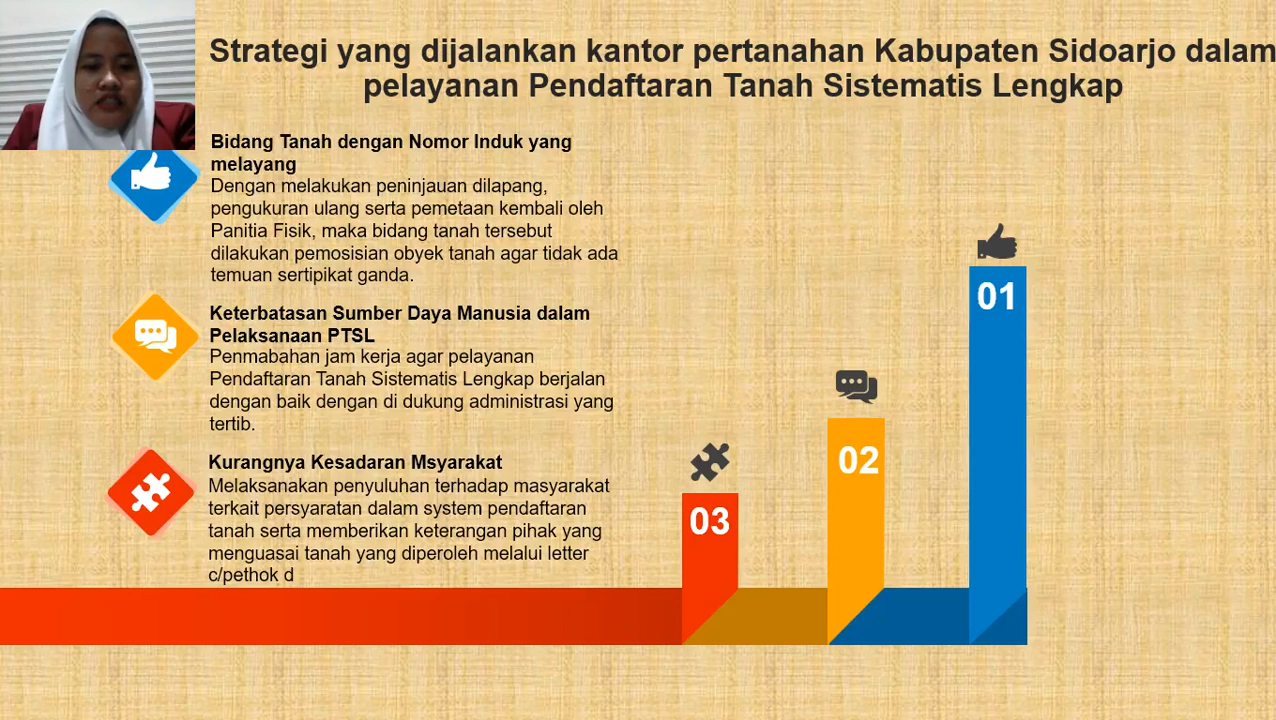 Strategi yang dijalankan kantor pertanahan Kabupaten Sidoarjo dalam
pelayanan Pendaftaran Tanah Sistematis Lengkap
Bidang Tanah dengan Nomor Induk yang
melayang
Dengan melakukan peninjauan dilapang,
pengukuran ulang serta pemetaan kembali oleh
Panitia Fisik, maka bidang tanah tersebut
dilakukan pemosisian obyek tanah agar tidak ada
temuan sertipikat ganda.
Keterbatasan Sumber Daya Manusia dalam
Pelaksanaan PTSL
Penmabahan jam kerja agar pelayanan
Pendaftaran Tanah Sistematis Lengkap berjalan
dengan baik dengan di dukung administrasi yang
tertib.
Kurangnya Kesadaran Msyarakat
Melaksanakan penyuluhan terhadap masyarakat
terkait persyaratan dalam system pendaftaran
tanah serta memberikan keterangan pihak yang
menguasai tanah yang diperoleh melalui letter
c/pethok d
01
02
03